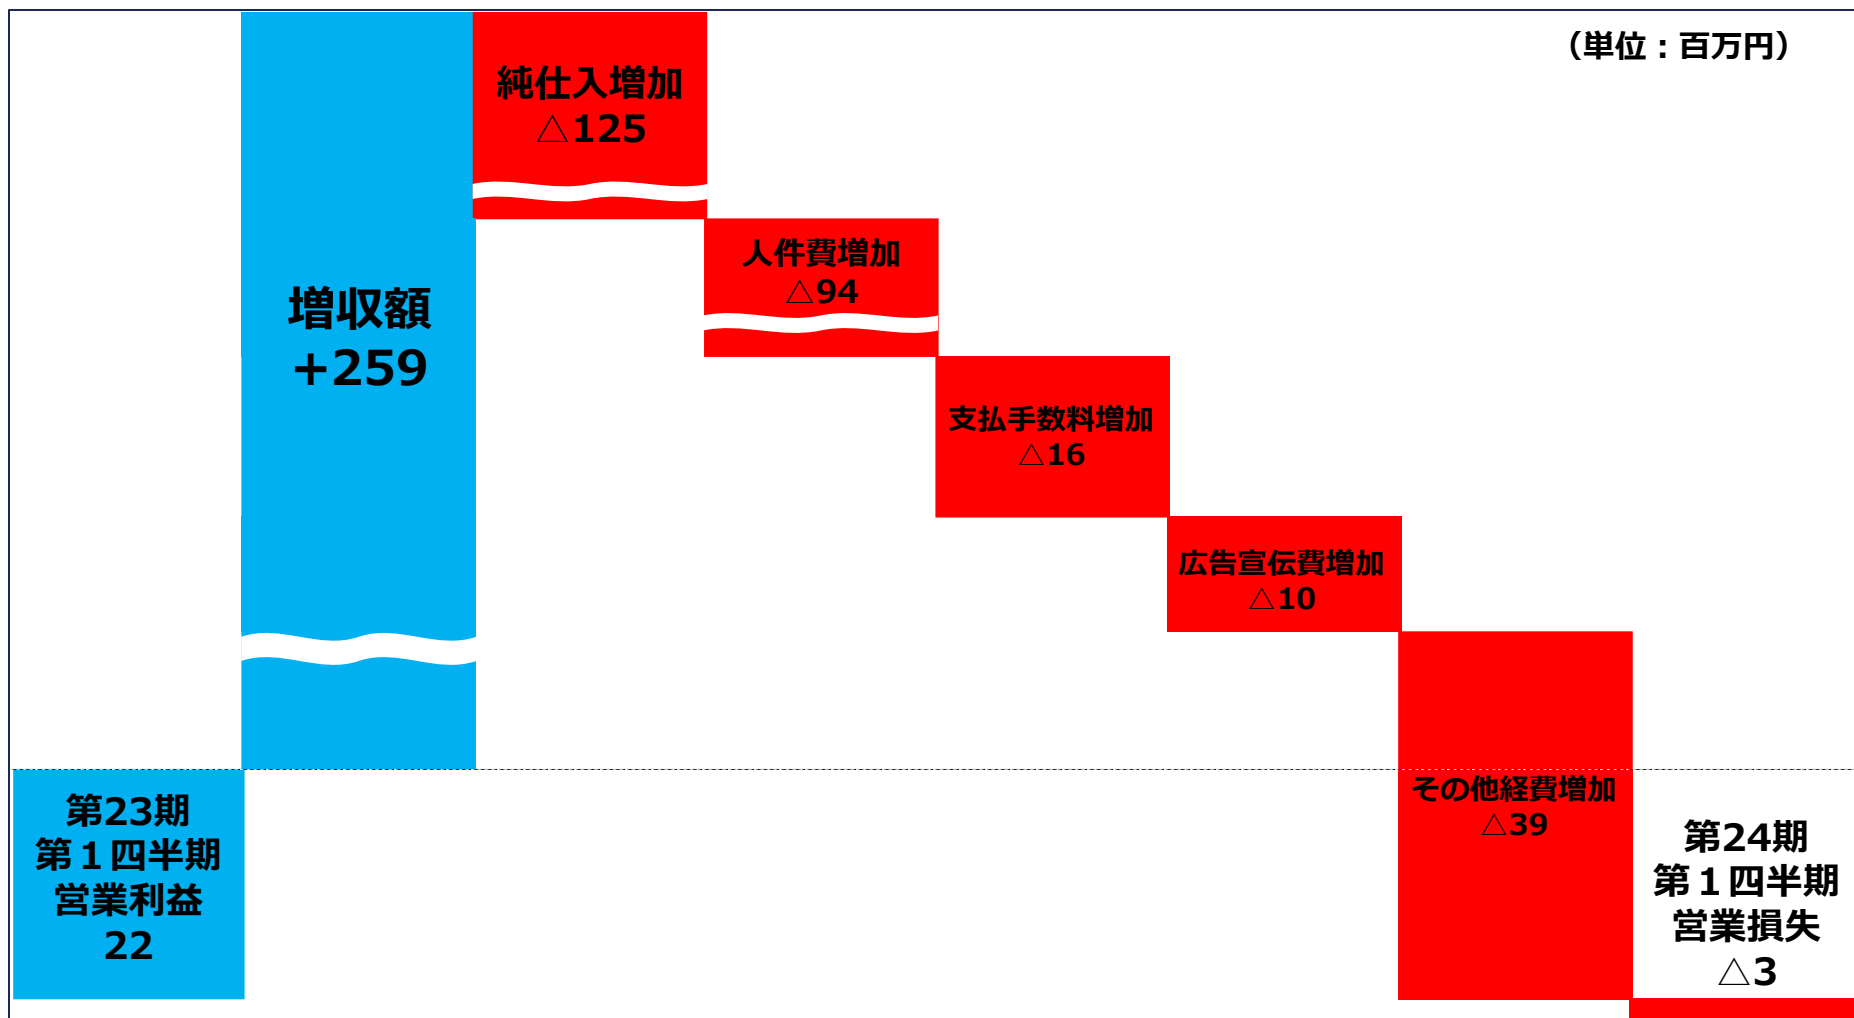 （単位：百万円）
純仕入増加
△125
人件費増加
△94
増収額
+259
支払手数料増加
△16
広告宣伝費増加
△10
その他経費増加
△39
第23期
第１四半期
営業利益
22
第24期
第１四半期
営業損失
△3